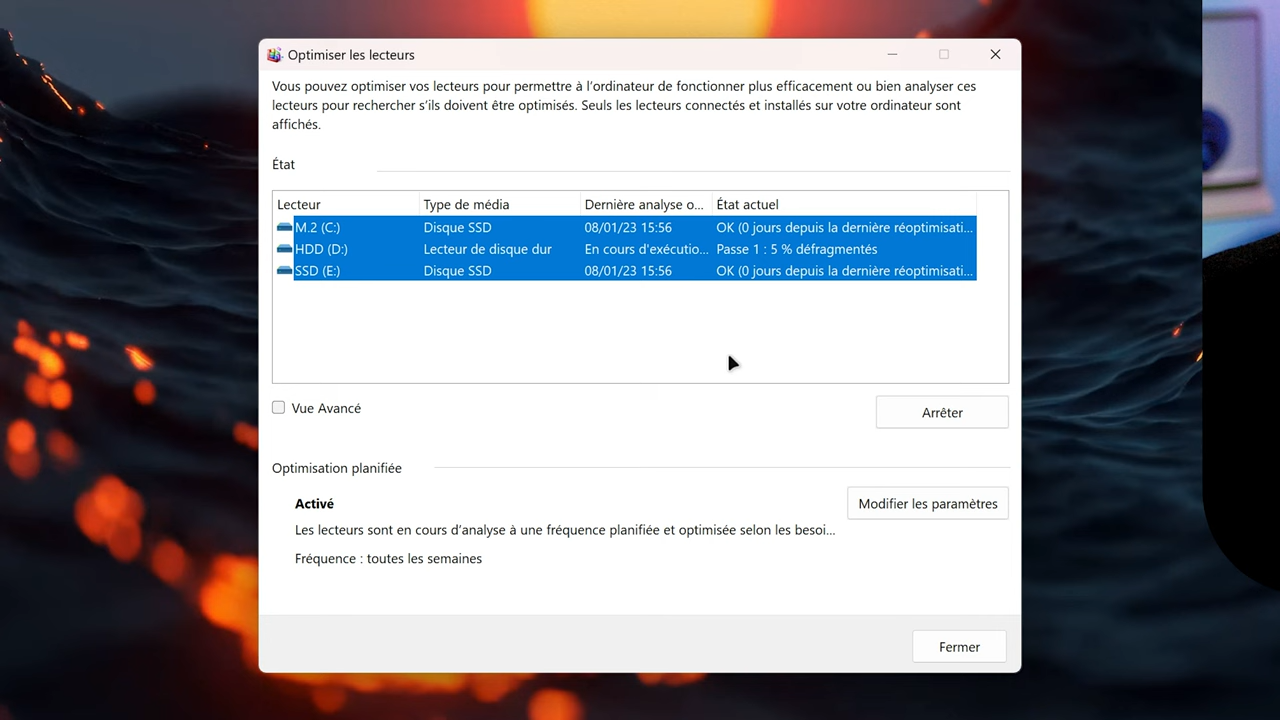 Optimiser les lecteurs
Vous pouvez optimiser vos lecteurs pour permettre à l’ordinateur de fonctionner plus efficacement ou bien analyser ces
lecteurs pour rechercher s’ils doivent être optimisés. Seuls les lecteurs connectés et installés sur votre ordinateur sont
affichés.
État
Lecteur Type de média Dernière analyse o... État actuel
M.2 (C:) Disque SSD 08/01/23 15:56 OK (0 jours depuis la dernière réoptimisati...
HDD (D:) Lecteur de disque dur En cours d'exécutio... Passe 1 : 5 % défragmentés
SSD (E:) Disque SSD 08/01/23 15:56 OK (0 jours depuis la dernière réoptimisati...
Vue Avancé
Arrêter
Optimisation planifiée
Activé
Modifier les paramètres
Les lecteurs sont en cours d’analyse à une fréquence planifiée et optimisée selon les besoi...
Fréquence : toutes les semaines
Fermer